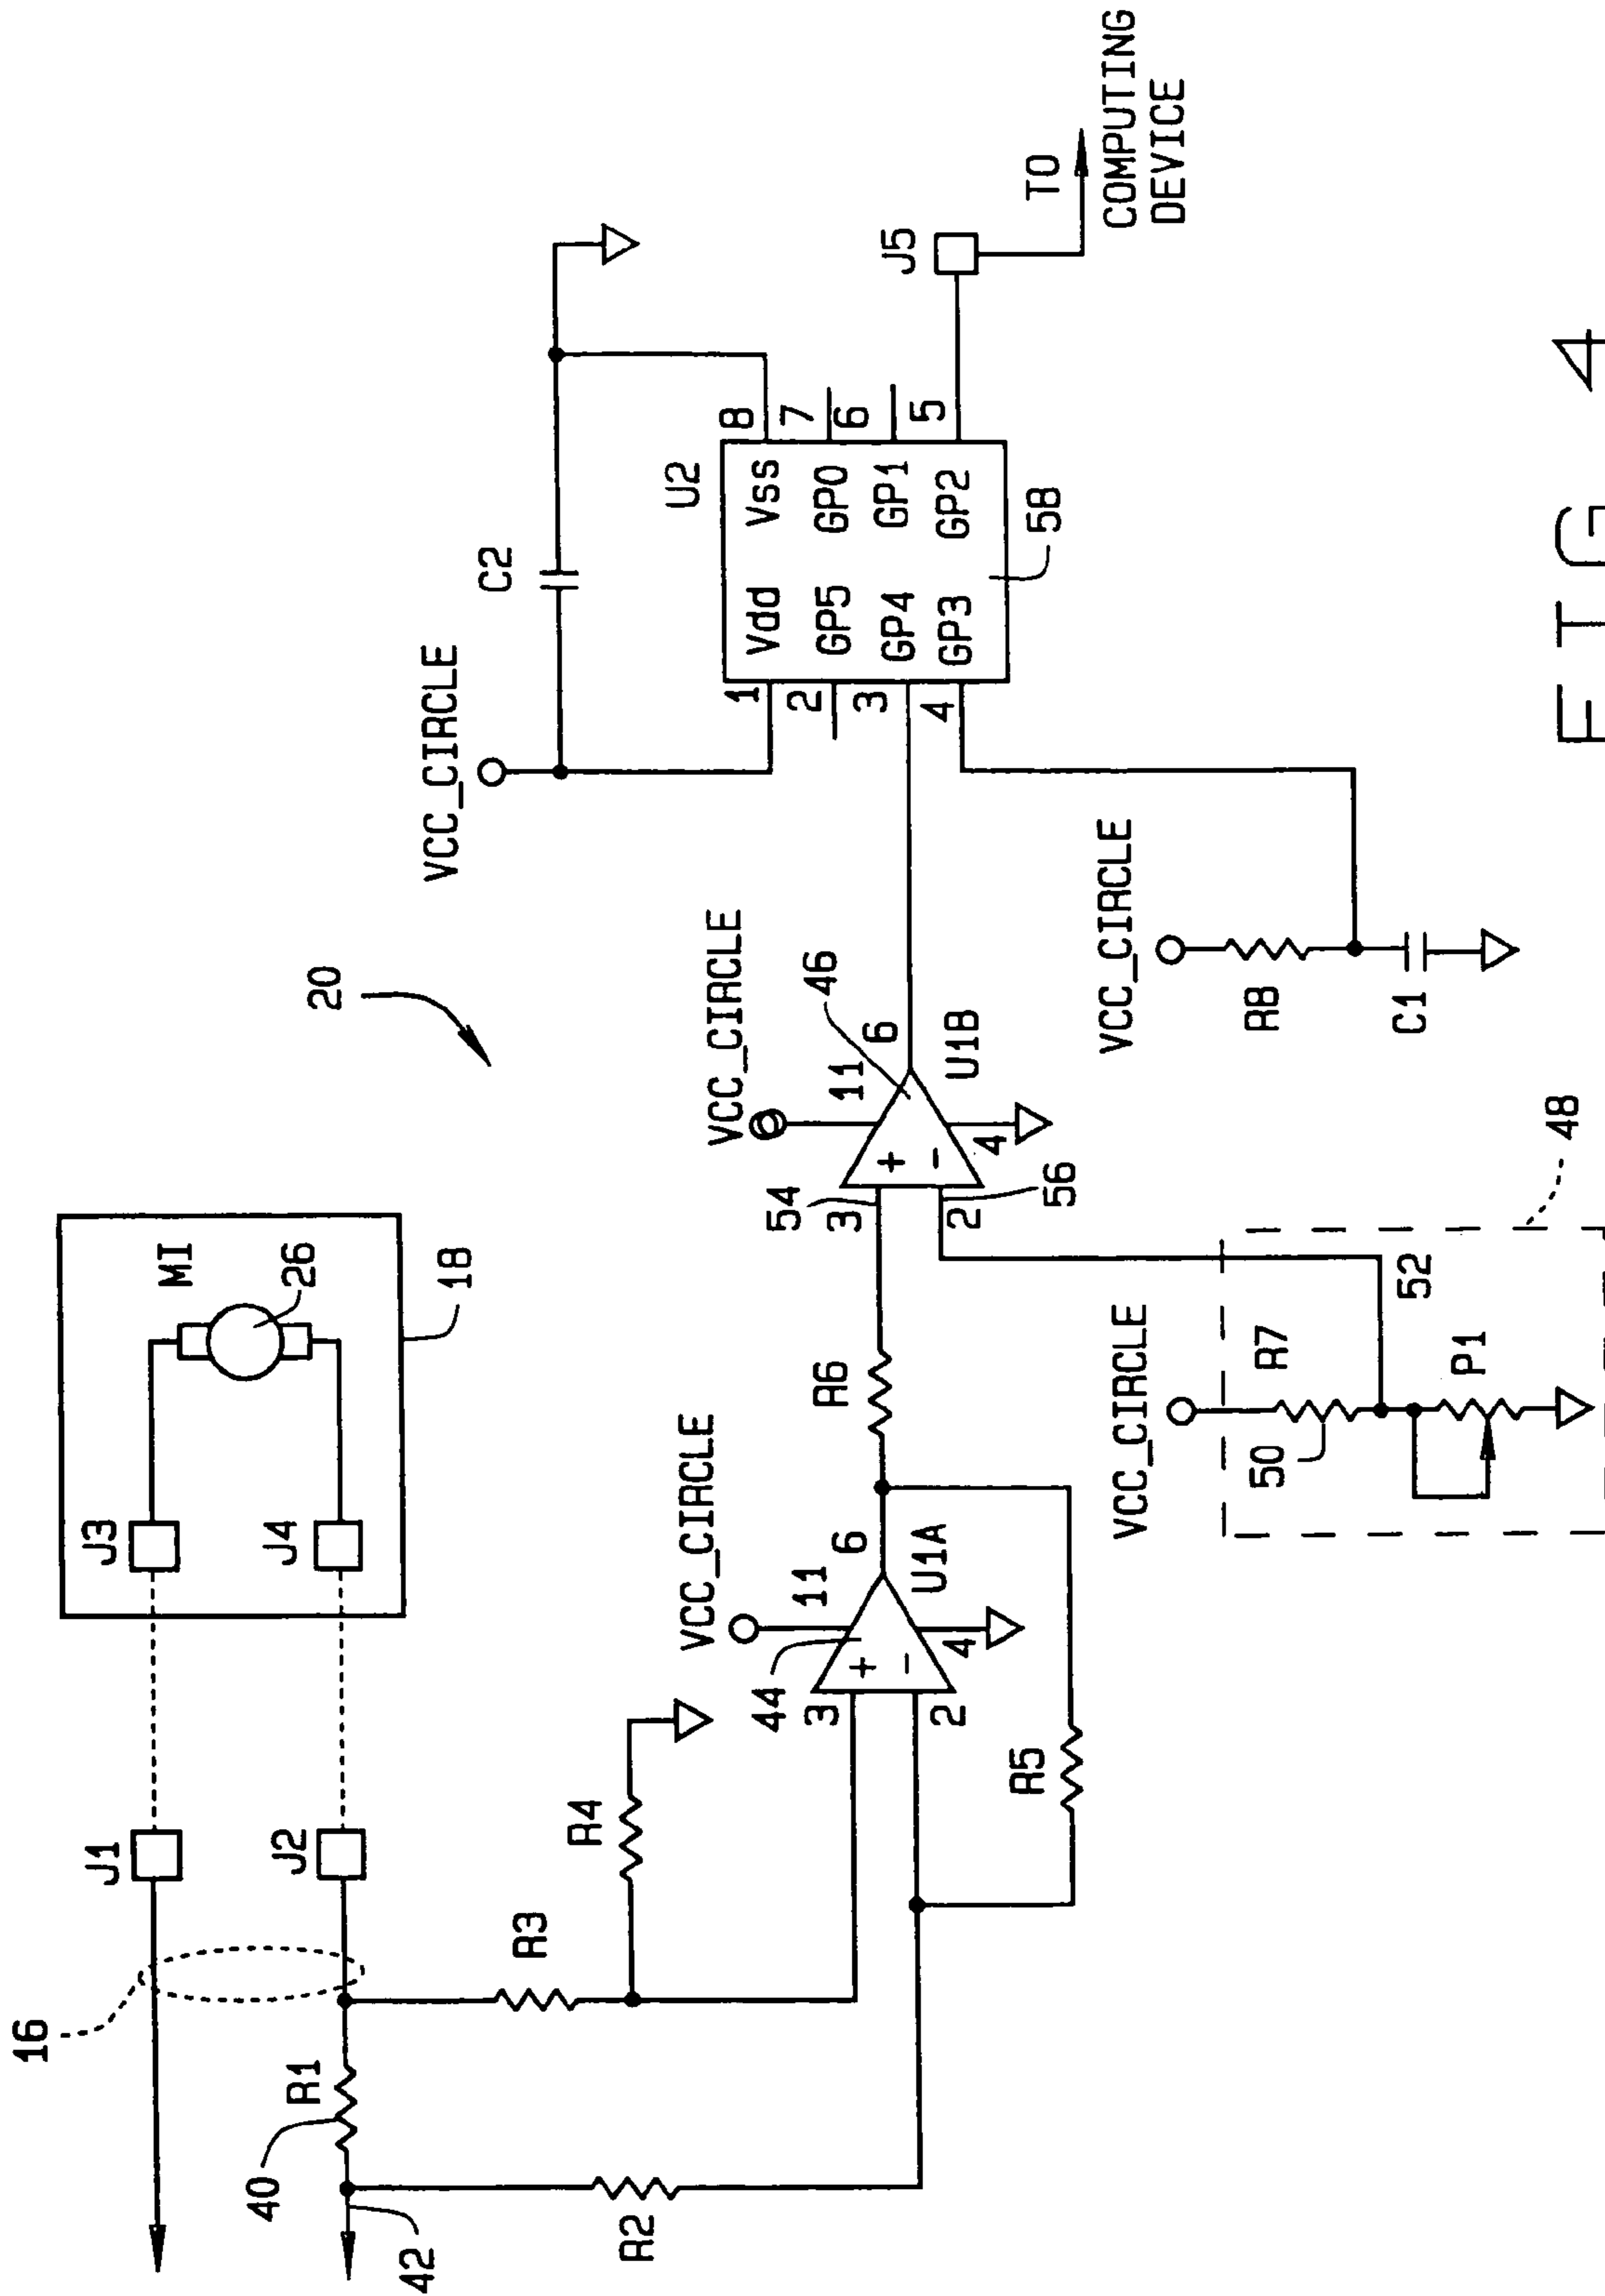 16
J1
J3
MI
26
18
J2
J4
40
R1
42
R3
R4
R2
20
VCC_CIRCLE
44
3
2
11
6
4
U1A
R5
R6
VCC_CIRCLE
54
3
2
56
11
6
46
4
U1B
VCC_CIRCLE
50
R7
52
P1
48
VCC_CIRCLE
R8
C1
VCC_CIRCLE
C2
U2
1
Vdd
Vss
8
2
GP5
GP0
7
3
GP4
GP1
6
4
GP3
GP2
5
58
J5
TO
COMPUTING
DEVICE
FIG 4